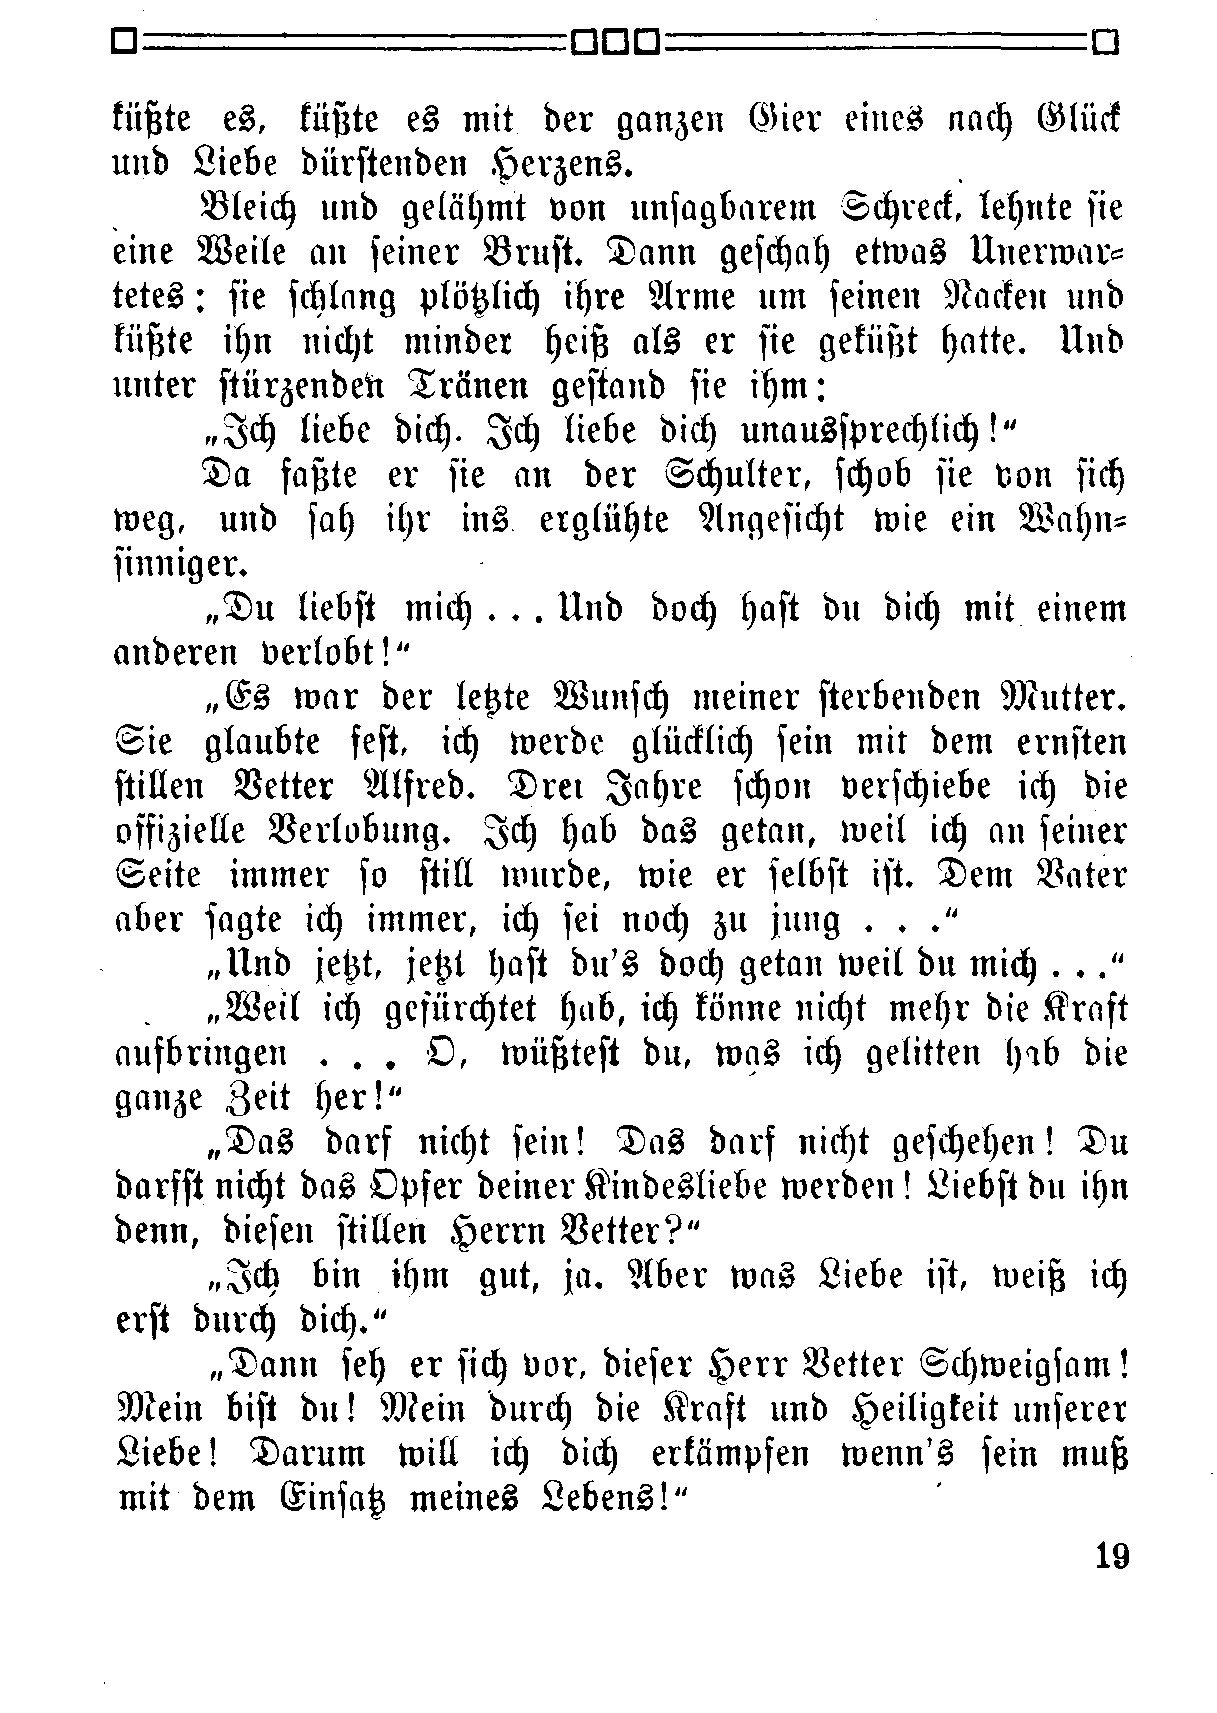 küßte es, küßte es mit der ganzen Gier eines nach Glück
und Liebe dürstenden Herzens.
Bleich und gelähmt von unsagbarem Schreck, lehnte sie
eine Weile an seiner Brust. Dann geschah etwas Unerwar-
tetes: sie schlang plötzlich ihre Arme um seinen Nacken und
küßte ihn nicht minder heiß als er sie geküßt hatte. Und
unter stürzenden Tränen gestand sie ihm:
„Ich liebe dich. Ich liebe dich unaussprechlich!“
Da faßte er sie an der Schulter, schob sie von sich
weg, und sah ihr ins erglühte Angesicht wie ein Wahn-
sinniger.
„Du liebst mich . . . Und doch hast du dich mit einem
anderen verlobt!“
„Es war der letzte Wunsch meiner sterbenden Mutter.
Sie glaubte fest, ich werde glücklich sein mit dem ernsten
stillen Vetter Alfred. Drei Jahre schon verschiebe ich die
offizielle Verlobung. Ich hab das getan, weil ich an seiner
Seite immer so still wurde, wie er selbst ist. Dem Vater
aber sagte ich immer, ich sei noch zu jung . . .“
„Und jetzt, jetzt hast du's doch getan weil du mich . . .“
„Weil ich gefürchtet hab, ich könne nicht mehr die Kraft
aufbringen . . . O, wüßtest du, was ich gelitten hab die
ganze Zeit her!“
„Das darf nicht sein! Das darf nicht geschehen! Du
darfst nicht das Opfer deiner Kindesliebe werden! Liebst du ihn
denn, diesen stillen Herrn Vetter?“
„Ich bin ihm gut, ja. Aber was Liebe ist, weiß ich
erst durch dich.“
„Dann seh er sich vor, dieser Herr Vetter Schweigsam!
Mein bist du! Mein durch die Kraft und Heiligkeit unserer
Liebe! Darum will ich dich erkämpfen wenn's sein muß
mit dem Einsatz meines Lebens!“
19